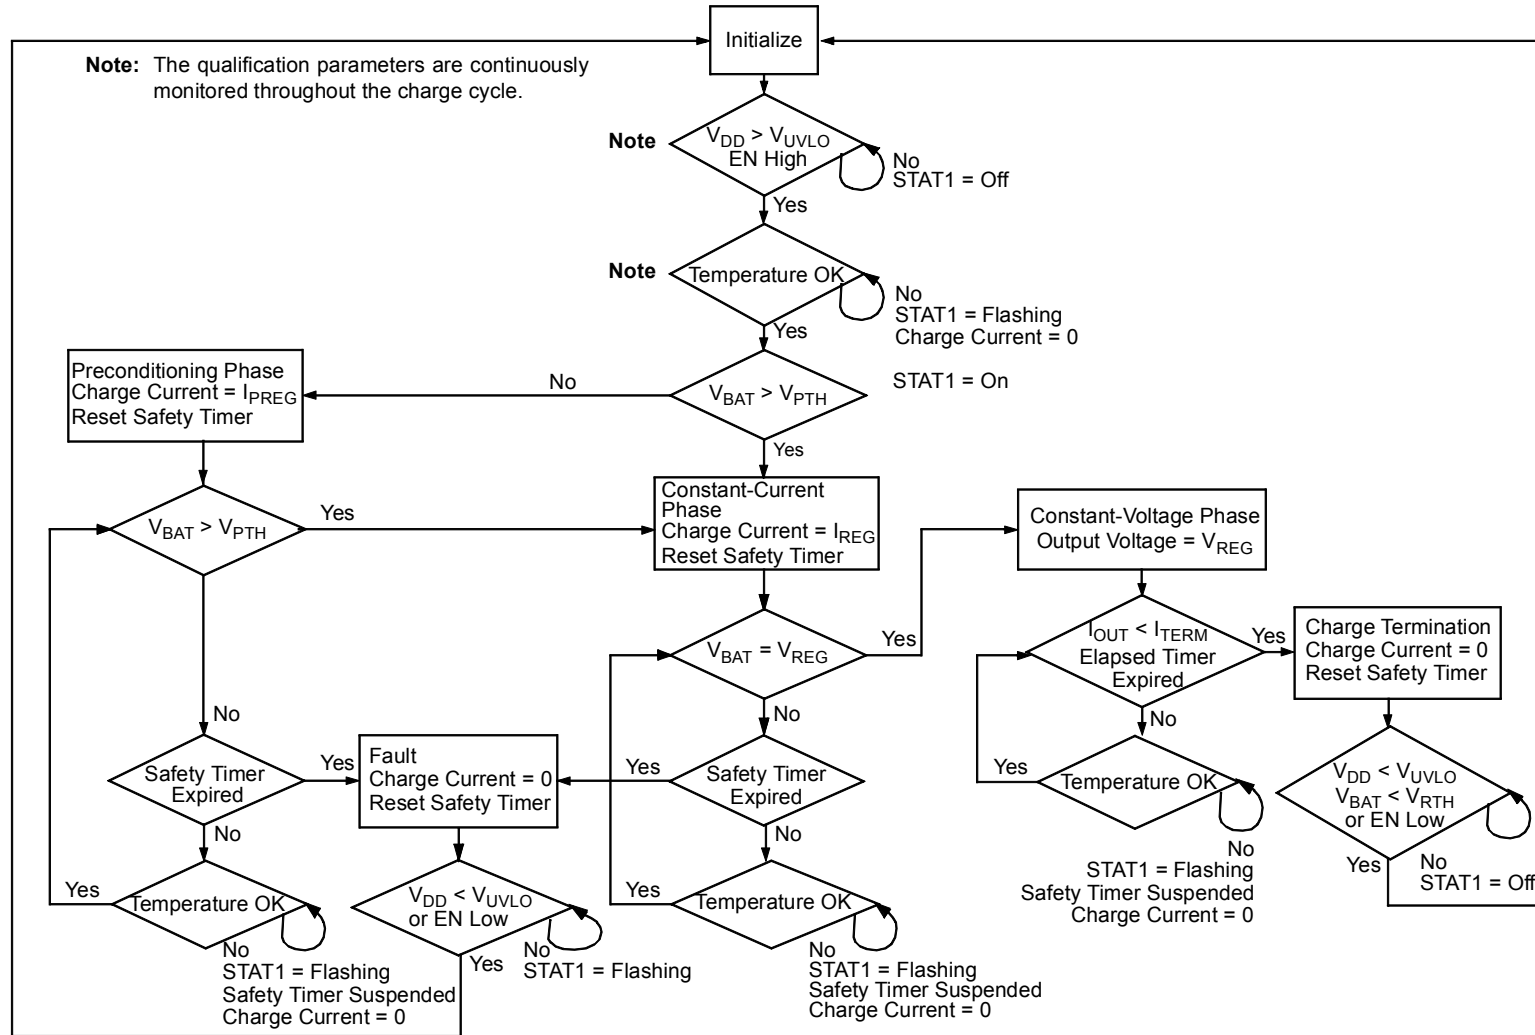 Initialize
Note: The qualification parameters are continuously
monitored throughout the charge cycle.
Note
V_DD > V_UVLO
EN High
No
STAT1 = Off
Yes
Note
Temperature OK
No
STAT1 = Flashing
Charge Current = 0
Yes
Preconditioning Phase
Charge Current = I_PREG
Reset Safety Timer
No
V_BAT > V_PTH
STAT1 = On
Yes
Constant-Current
Phase
Charge Current = I_REG
Reset Safety Timer
V_BAT > V_PTH
Yes
Constant-Voltage Phase
Output Voltage = V_REG
V_BAT = V_REG
Yes
I_OUT < I_TERM
Elapsed Timer
Expired
Yes
Charge Termination
Charge Current = 0
Reset Safety Timer
No
No
No
Safety Timer
Expired
Yes
Fault
Charge Current = 0
Reset Safety Timer
Yes
Safety Timer
Expired
Yes
Temperature OK
V_DD < V_UVLO
V_BAT < V_RTH
or EN Low
No
No
No
STAT1 = Flashing
Safety Timer Suspended
Charge Current = 0
Yes
No
STAT1 = Off
Yes
Temperature OK
V_DD < V_UVLO
or EN Low
Yes
Temperature OK
No
STAT1 = Flashing
Safety Timer Suspended
Charge Current = 0
Yes
No
STAT1 = Flashing
No
STAT1 = Flashing
Safety Timer Suspended
Charge Current = 0